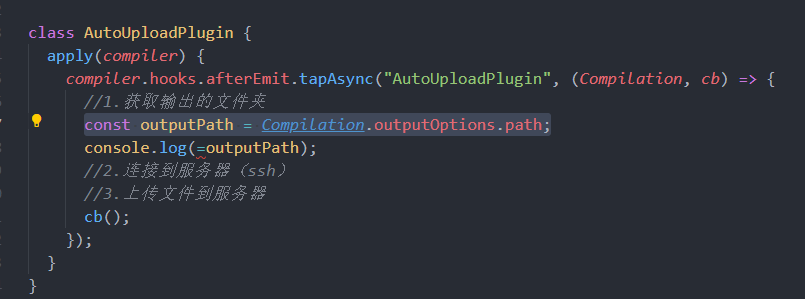 class AutoUploadPlugin {
apply(compiler) {
compiler.hooks.afterEmit.tapAsync("AutoUploadPlugin", (Compilation, cb) => {
//1.获取输出的文件夹
const outputPath = Compilation.outputOptions.path;
console.log(=outputPath);
//2.连接到服务器（ssh）
//3.上传文件到服务器
cb();
});
}
}